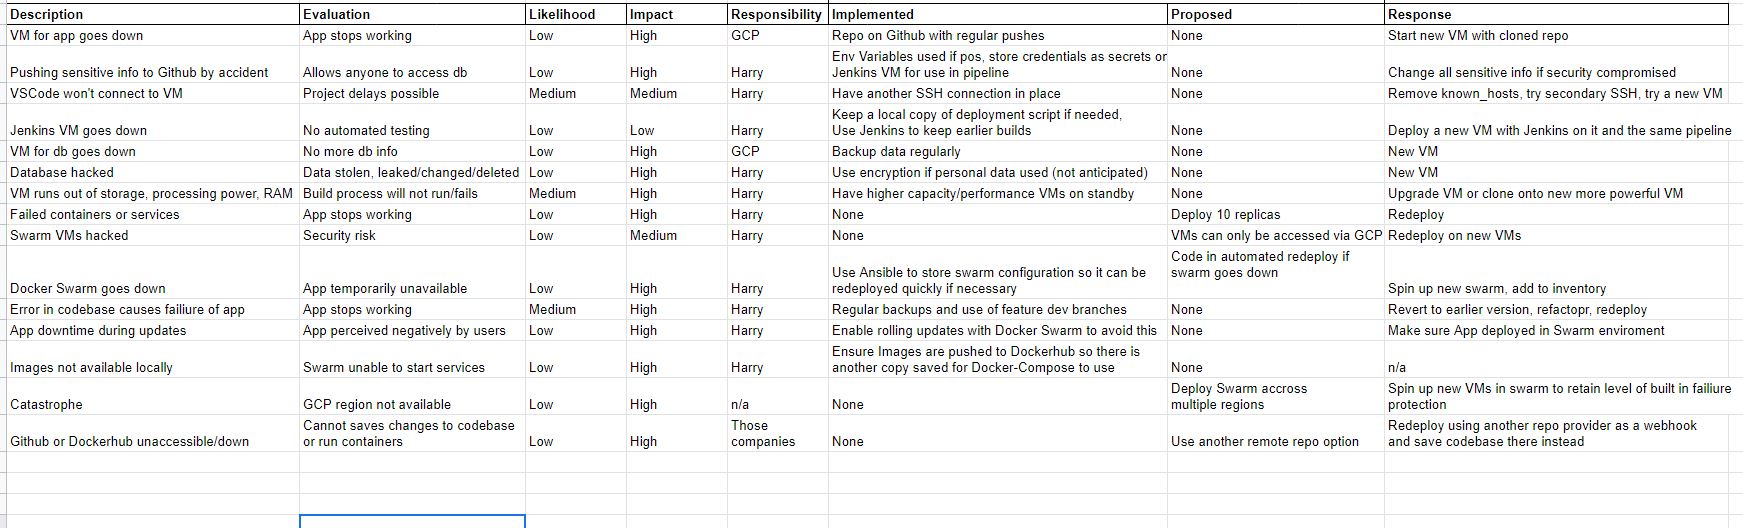 Description Evaluation Likelihood Impact Responsibility Implemented Proposed Response
VM for app goes down App stops working Low High GCP Repo on Github with regular pushes None Start new VM with cloned repo
Env Variables used if pos, store credentials as secrets or
Pushing sensitive info to Github by accident Allows anyone to access db Low High Harry Jenkins VM for use in pipeline None Change all sensitive info if security compromised
VSCode won't connect to VM Project delays possible Medium Medium Harry Have another SSH connection in place None Remove known_hosts, try secondary SSH, try a new VM
Keep a local copy of deployment script if needed,
Jenkins VM goes down No automated testing Low Low Harry Use Jenkins to keep earlier builds None Deploy a new VM with Jenkins on it and the same pipeline
VM for db goes down No more db info Low High GCP Backup data regularly None New VM
Database hacked Data stolen, leaked/changed/deleted Low High Harry Use encryption if personal data used (not anticipated) None New VM
VM runs out of storage, processing power, RAM Build process will not run/fails Medium High Harry Have higher capacity/performance VMs on standby None Upgrade VM or clone onto new more powerful VM
Failed containers or services App stops working Low High Harry None Deploy 10 replicas Redeploy
Swarm VMs hacked Security risk Low Medium Harry None VMs can only be accessed via GCP Redeploy on new VMs
Code in automated redeploy if
Use Ansible to store swarm configuration so it can be swarm goes down
Docker Swarm goes down App temporarily unavailable Low High Harry redeployed quickly if necessary Spin up new swarm, add to inventory
Error in codebase causes failiure of app App stops working Medium High Harry Regular backups and use of feature dev branches None Revert to earlier version, refactopr, redeploy
App downtime during updates App perceived negatively by users Low High Harry Enable rolling updates with Docker Swarm to avoid this None Make sure App deployed in Swarm enviroment
Ensure Images are pushed to Dockerhub so there is
Images not available locally Swarm unable to start services Low High Harry another copy saved for Docker-Compose to use None n/a
Deploy Swarm accross Spin up new VMs in swarm to retain level of built in failiure
Catastrophe GCP region not available Low High n/a None multiple regions protection
Cannot saves changes to codebase Those Redeploy using another repo provider as a webhook
Github or Dockerhub unaccessible/down or run containers Low High companies None Use another remote repo option and save codebase there instead